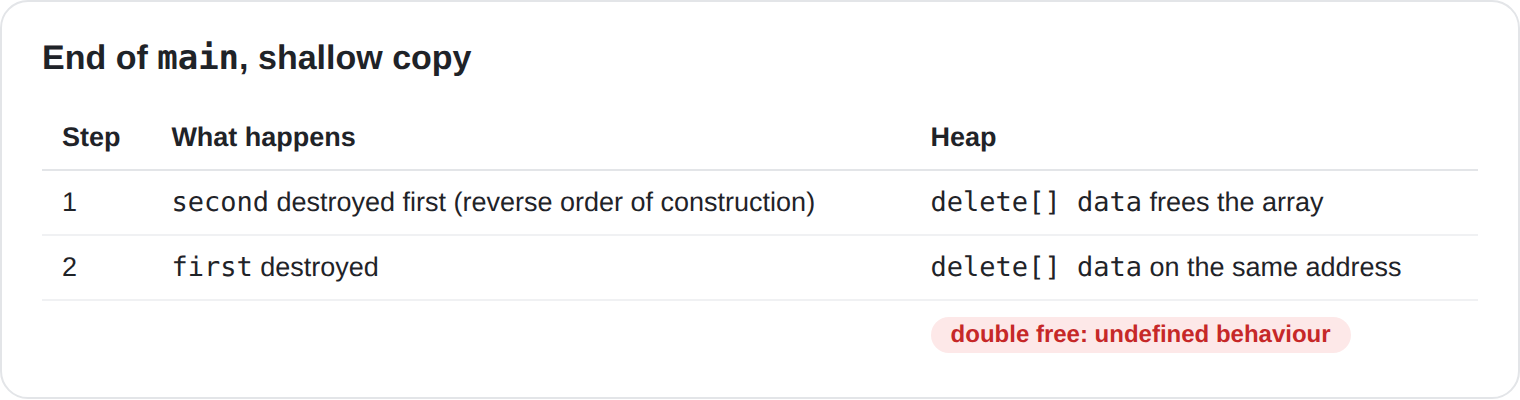 End of main, shallow copy
Step What happens Heap
1 second destroyed first (reverse order of construction) delete[] data frees the array
2 first destroyed delete[] data on the same address
double free: undefined behaviour